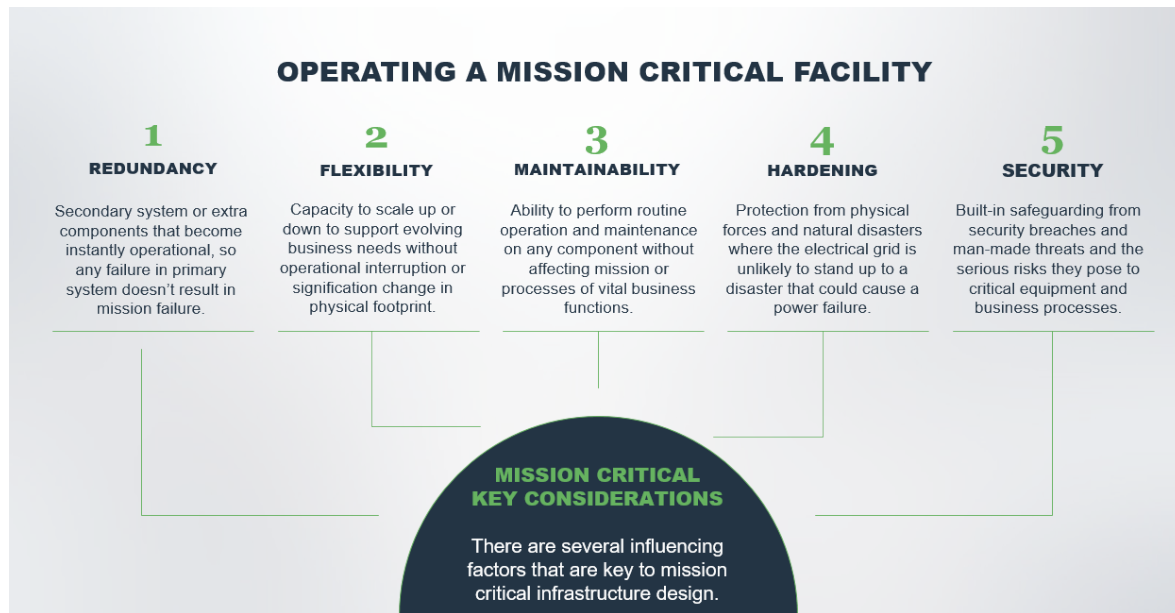 OPERATING A MISSION CRITICAL FACILITY
1
REDUNDANCY
Secondary system or extra
components that become
instantly operational, so
any failure in primary
system doesn’t result in
mission failure.
2
FLEXIBILITY
Capacity to scale up or
down to support evolving
business needs without
operational interruption or
signification change in
physical footprint.
3
MAINTAINABILITY
Ability to perform routine
operation and maintenance
on any component without
affecting mission or
processes of vital business
functions.
4
HARDENING
Protection from physical
forces and natural disasters
where the electrical grid is
unlikely to stand up to a
disaster that could cause a
power failure.
5
SECURITY
Built-in safeguarding from
security breaches and
man-made threats and the
serious risks they pose to
critical equipment and
business processes.
MISSION CRITICAL
KEY CONSIDERATIONS
There are several influencing
factors that are key to mission
critical infrastructure design.